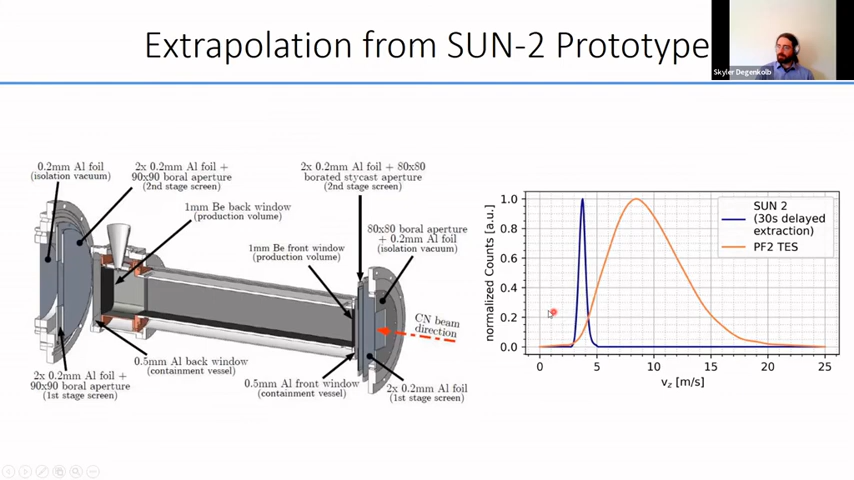 Extrapolation from SUN-2 Prototype
Skyler Degenkolb
0.2mm Al foil
(isolation vacuum)
2x 0.2mm Al foil +
90x90 boral aperture
(2nd stage screen)
2x 0.2mm Al foil + 80x80
borated stycast aperture
(2nd stage screen)
1mm Be back window
(production volume)
80x80 boral aperture
+ 0.2mm Al foil
(isolation vacuum)
1mm Be front window
(production volume)
CN beam
direction
0.5mm Al back window
(containment vessel)
2x 0.2mm Al foil +
90x90 boral aperture
(1st stage screen)
0.5mm Al front window
(containment vessel)
2x 0.2mm Al foil
(1st stage screen)
normalized Counts [a.u.]
1.0
0.8
0.6
0.4
0.2
0.0
SUN 2
(30s delayed
extraction)
PF2 TES
0 5 10 15 20 25
vz [m/s]